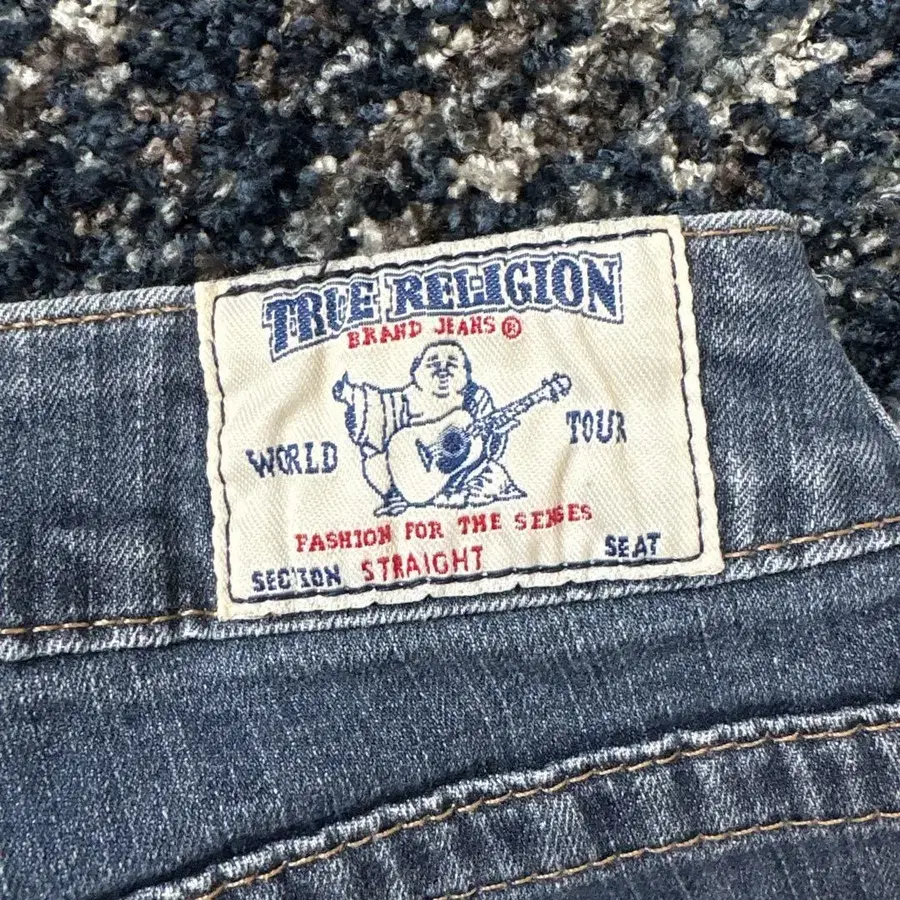 TRUE RELIGION
BRAND JEANS ®
WORLD TOUR
FASHION FOR THE SENSES
SECTION STRAIGHT SEAT